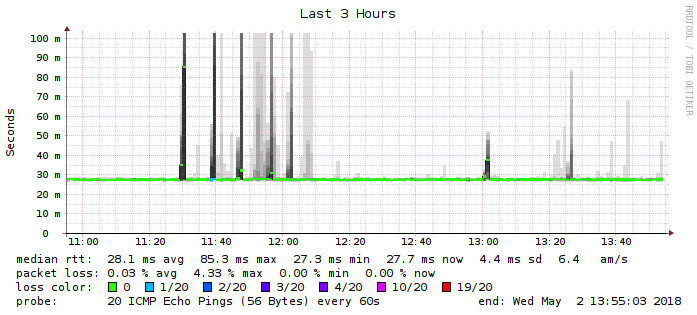 Last 3 Hours
RRDTOOL / TOBI OETIKER
Seconds
100 m
90 m
80 m
70 m
60 m
50 m
40 m
30 m
20 m
10 m
0
11:00 11:20 11:40 12:00 12:20 12:40 13:00 13:20 13:40
median rtt: 28.1 ms avg 85.3 ms max 27.3 ms min 27.7 ms now 4.4 ms sd 6.4 am/s
packet loss: 0.03 % avg 4.33 % max 0.00 % min 0.00 % now
loss color: 0 1/20 2/20 3/20 4/20 10/20 19/20
probe: 20 ICMP Echo Pings (56 Bytes) every 60s end: Wed May 2 13:55:03 2018